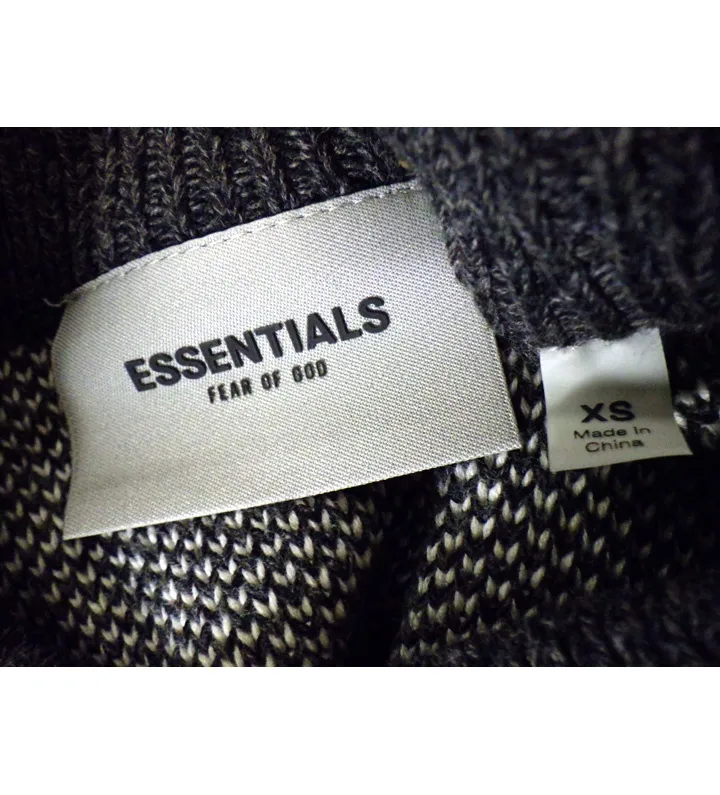 ESSENTIALS
FEAR OF GOD
XS
Made In
China